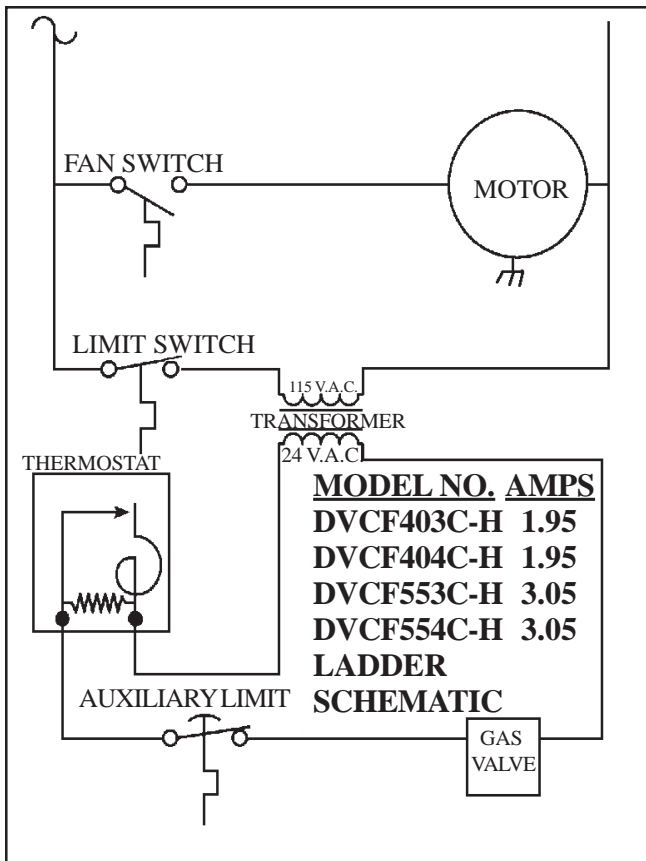 FAN SWITCH
MOTOR
LIMIT SWITCH
115 V.A.C.
TRANSFORMER
24 V.A.C
THERMOSTAT
MODEL NO. AMPS
DVCF403C-H 1.95
DVCF404C-H 1.95
DVCF553C-H 3.05
DVCF554C-H 3.05
LADDER
SCHEMATIC
AUXILIARY LIMIT
GAS
VALVE